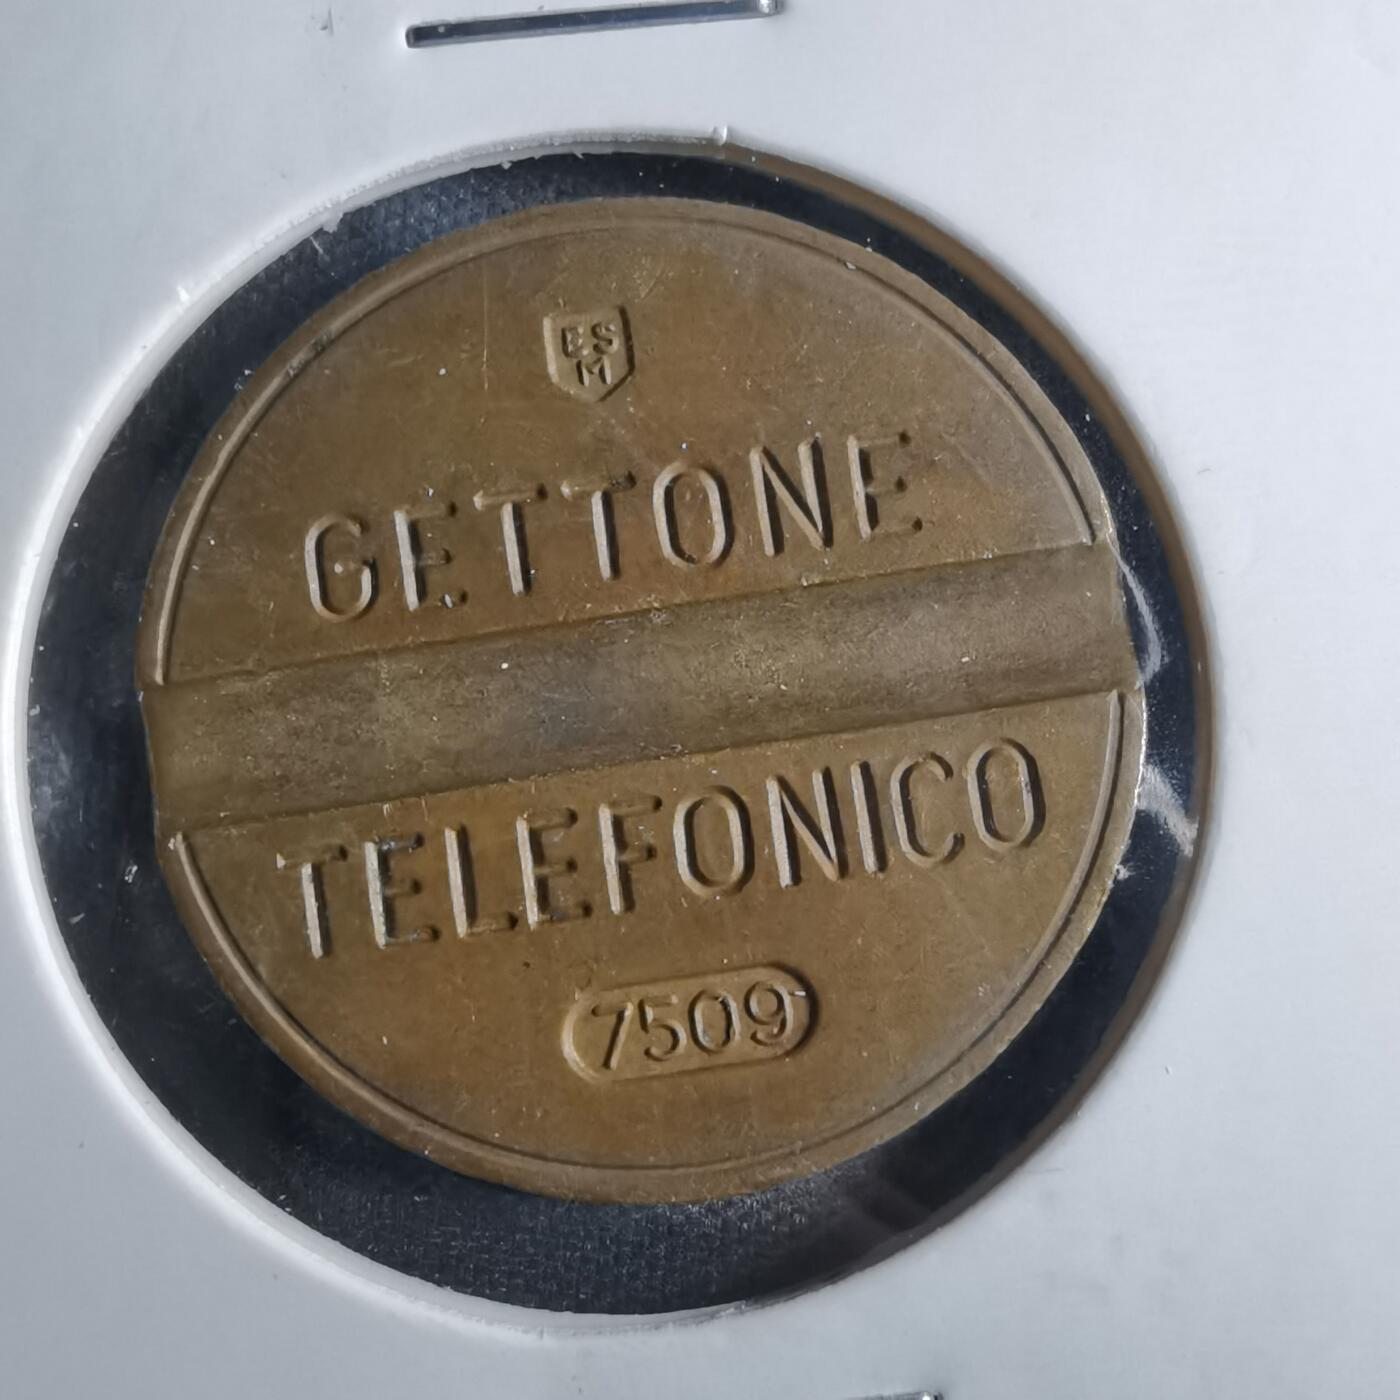 ESM
GETTONE
TELEFONICO
7509